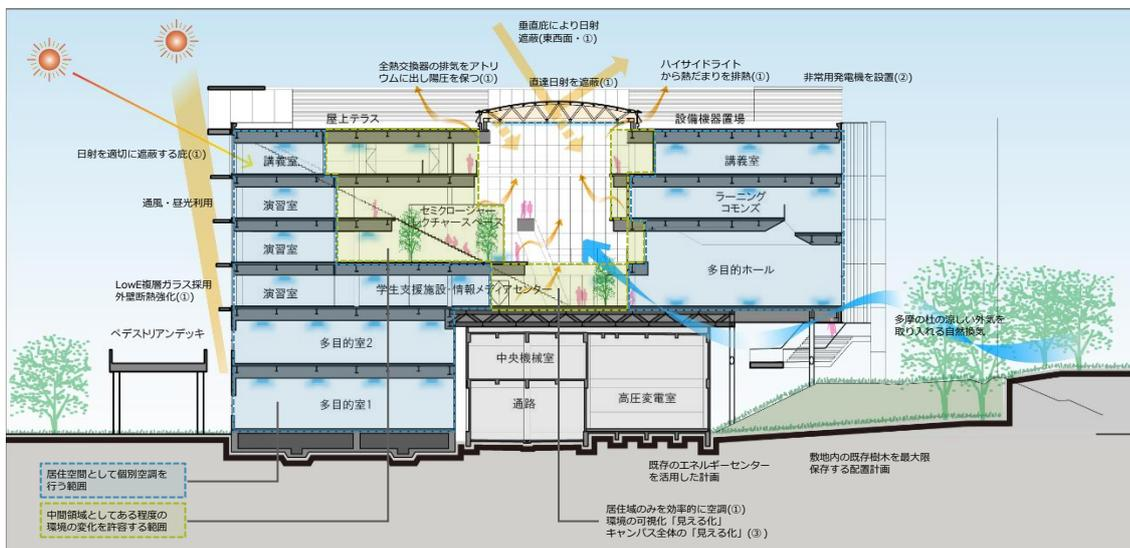 垂直庇により日射
遮蔽(東西面・①)
全熱交換器の排気をアトリ
ウムに出し陽圧を保つ(①)
直達日射を遮蔽(①)
ハイサイドライト
から熱だまりを排熱(①)
非常用発電機を設置(②)
屋上テラス
設備機器置場
日射を適切に遮蔽する庇(①)
講義室
講義室
通風・昼光利用
演習室
セミクロージャー
レクチャースペース
ラーニング
コモンズ
演習室
多目的ホール
LowE複層ガラス採用
外壁断熱強化(①)
演習室
学生支援施設・情報メディアセンター
多摩の杜の涼しい外気を
取り入れる自然換気
ペデストリアンデッキ
多目的室2
中央機械室
多目的室1
通路
高圧変電室
居住空間として個別空調を
行う範囲
既存のエネルギーセンター
を活用した計画
敷地内の既存樹木を最大限
保存する配置計画
中間領域としてある程度の
環境の変化を許容する範囲
居住域のみを効率的に空調(①)
環境の可視化「見える化」
キャンパス全体の「見える化」(③)